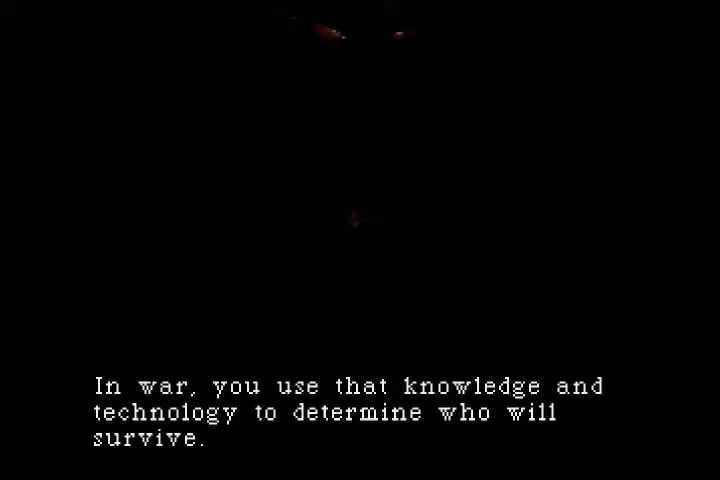 In war, you use that knowledge and
technology to determine who will
survive.